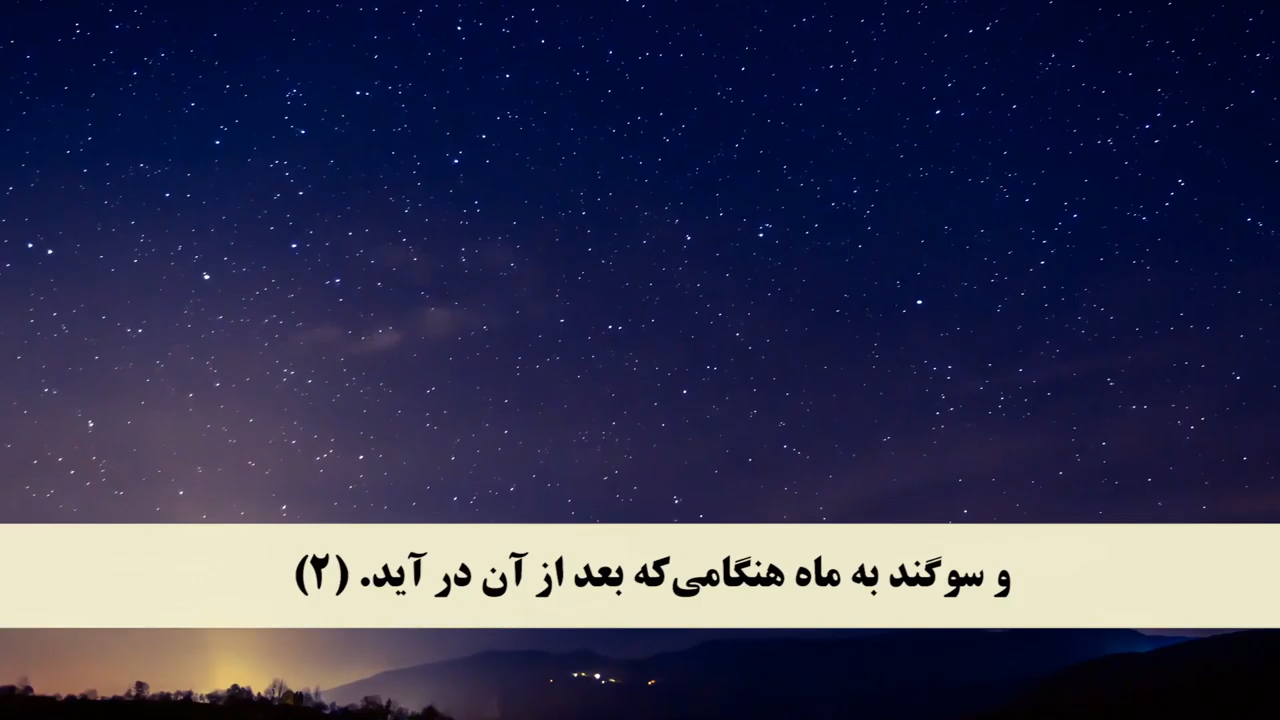 و سوگند به ماه هنگامی‌که بعد از آن در آید. (۲)